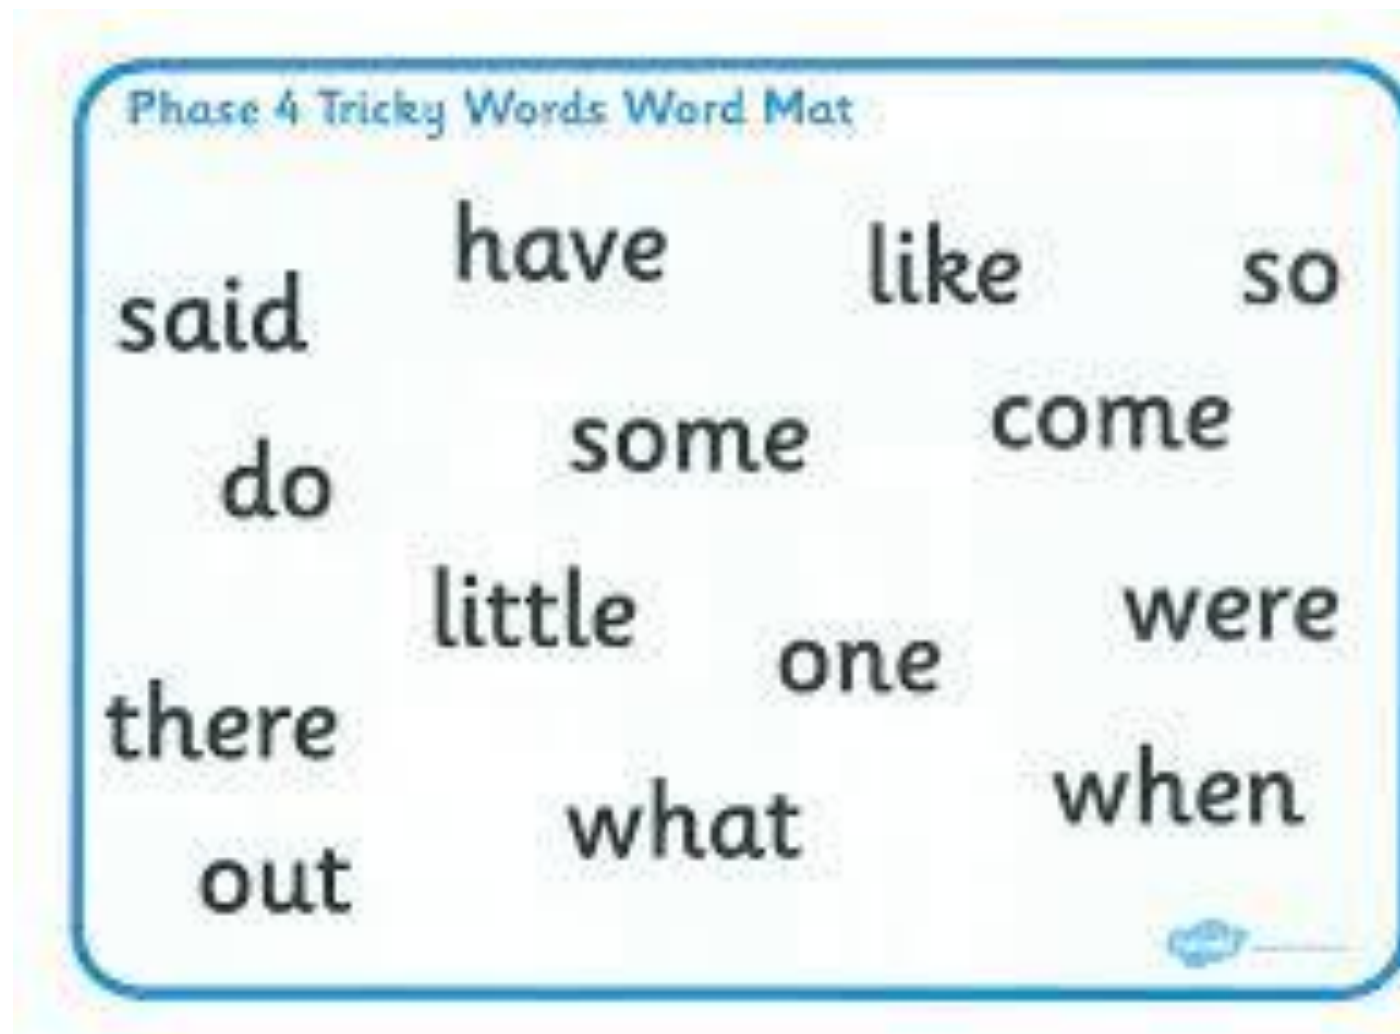 Phase 4 Tricky Words Word Mat
said have like so
do some come
little one were
there what when
out